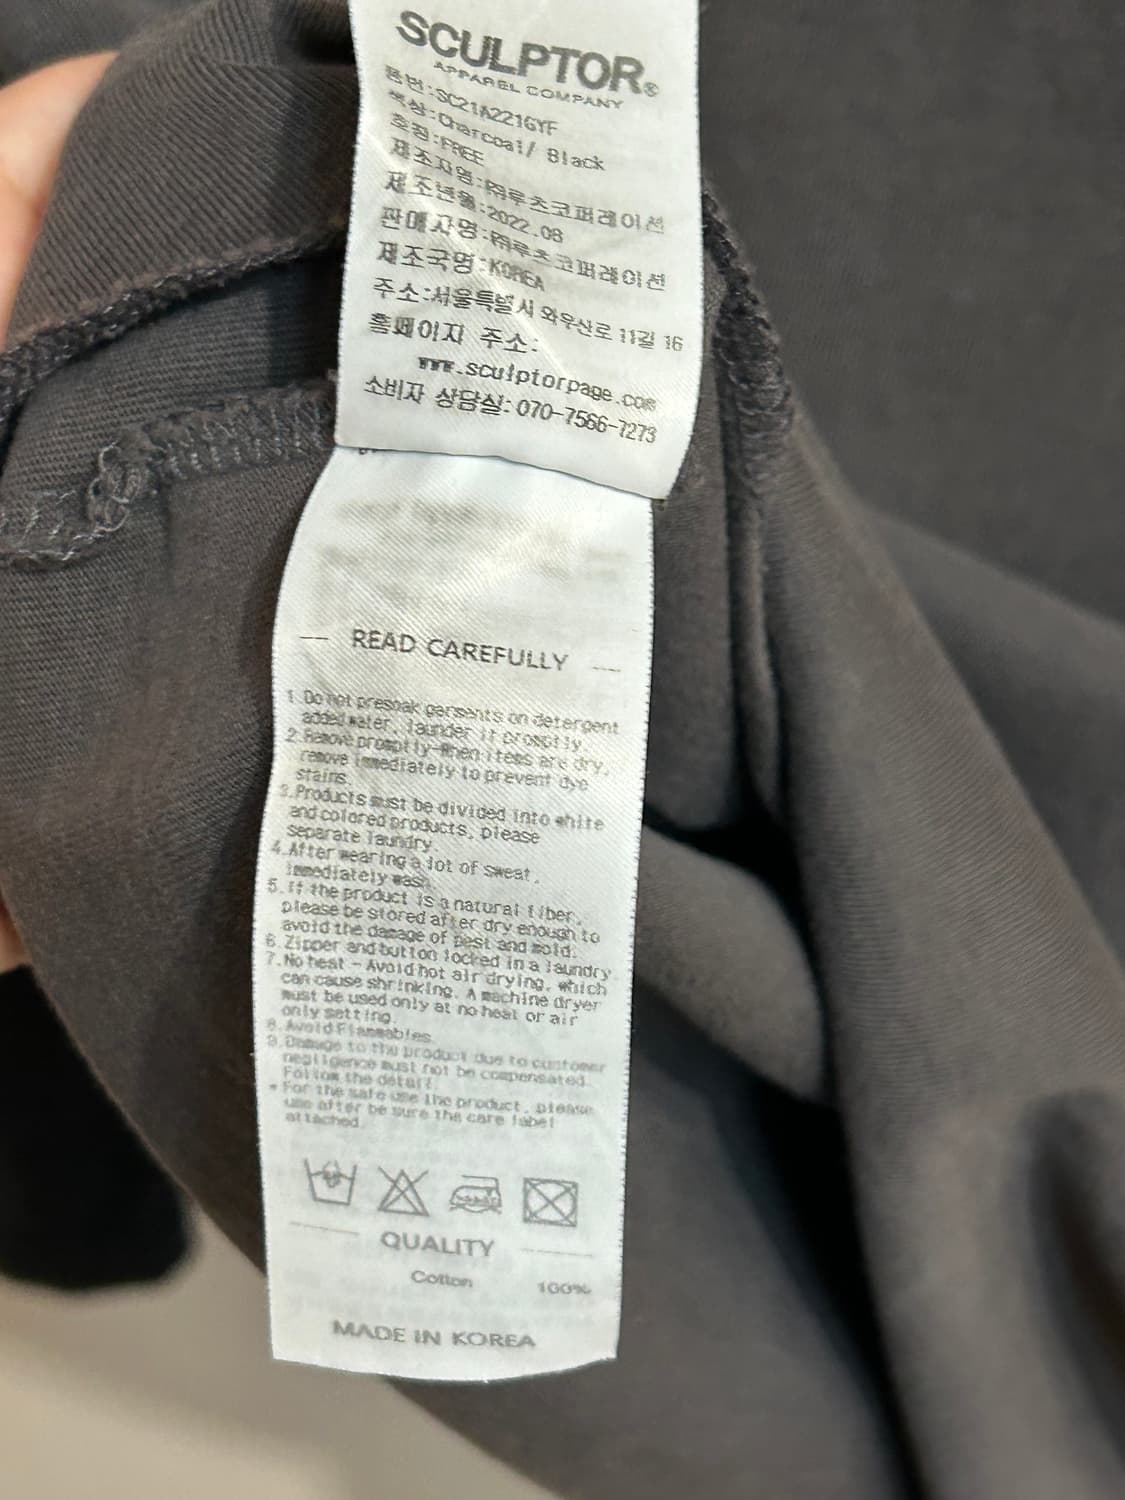 SCULPTOR®
APPAREL COMPANY
품번:SC21A221GYF
색상:Charcoal/ Black
호칭:FREE
제조자명:㈜루츠코퍼레이션
제조년월:2022.08
판매자명:㈜루츠코퍼레이션
제조국명:KOREA
주소:서울특별시 와우산로 11길 16
홈페이지 주소:
www.sculptorpage.com
소비자 상담실:070-7566-7273
READ CAREFULLY
1. Do not presoak garments on detergent
added water, launder it promptly.
2. Remove promptly-When items are dry,
remove immediately to prevent dye
stains.
3. Products must be divided into white
and colored products, please
separate laundry.
4. After wearing a lot of sweat,
immediately wash.
5. If the product is a natural fiber,
please be stored after dry enough to
avoid the damage of pest and mold.
6. Zipper and button locked in a laundry.
7. No heat - Avoid hot air drying, which
can cause shrinking. A machine dryer
must be used only at no heat or air
only setting.
8. Avoid Flammables.
9. Damage to the product due to customer
negligence must not be compensated.
Follow the detail.
* For the safe use the product, please
use after be sure the care label
attached.
QUALITY
Cotton 100%
MADE IN KOREA